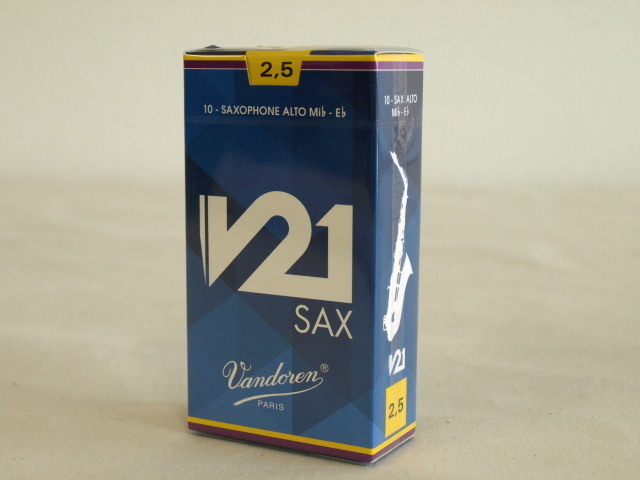 2,5
10 - SAXOPHONE ALTO Mi♭ - E♭
V21
SAX
Vandoren®
PARIS
10 - SAX. ALTO
Mi♭ - E♭
V21
2,5